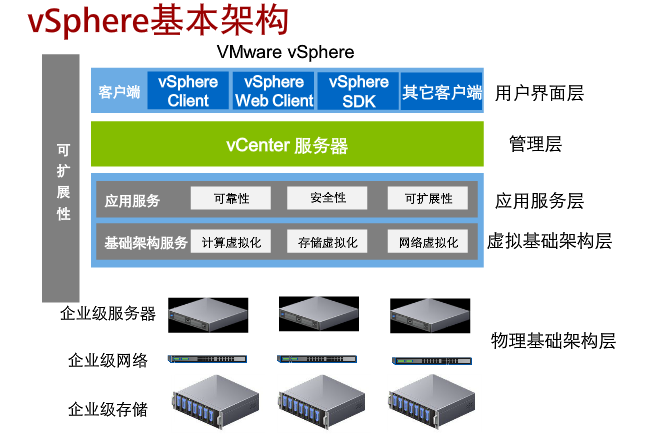 vSphere基本架构
VMware vSphere
可扩展性
客户端
vSphere Client
vSphere Web Client
vSphere SDK
其它客户端
用户界面层
vCenter 服务器
管理层
应用服务
可靠性
安全性
可扩展性
应用服务层
基础架构服务
计算虚拟化
存储虚拟化
网络虚拟化
虚拟基础架构层
企业级服务器
物理基础架构层
企业级网络
企业级存储